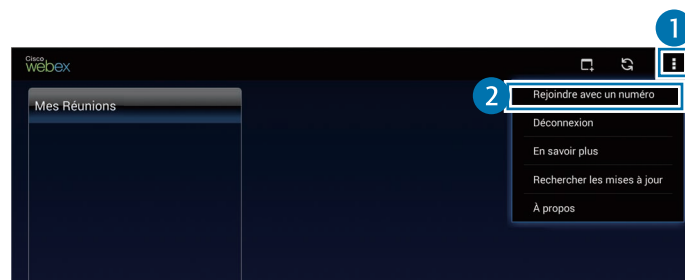 1
Cisco
webex
Mes Réunions
2
Rejoindre avec un numéro
Déconnexion
En savoir plus
Rechercher les mises à jour
À propos